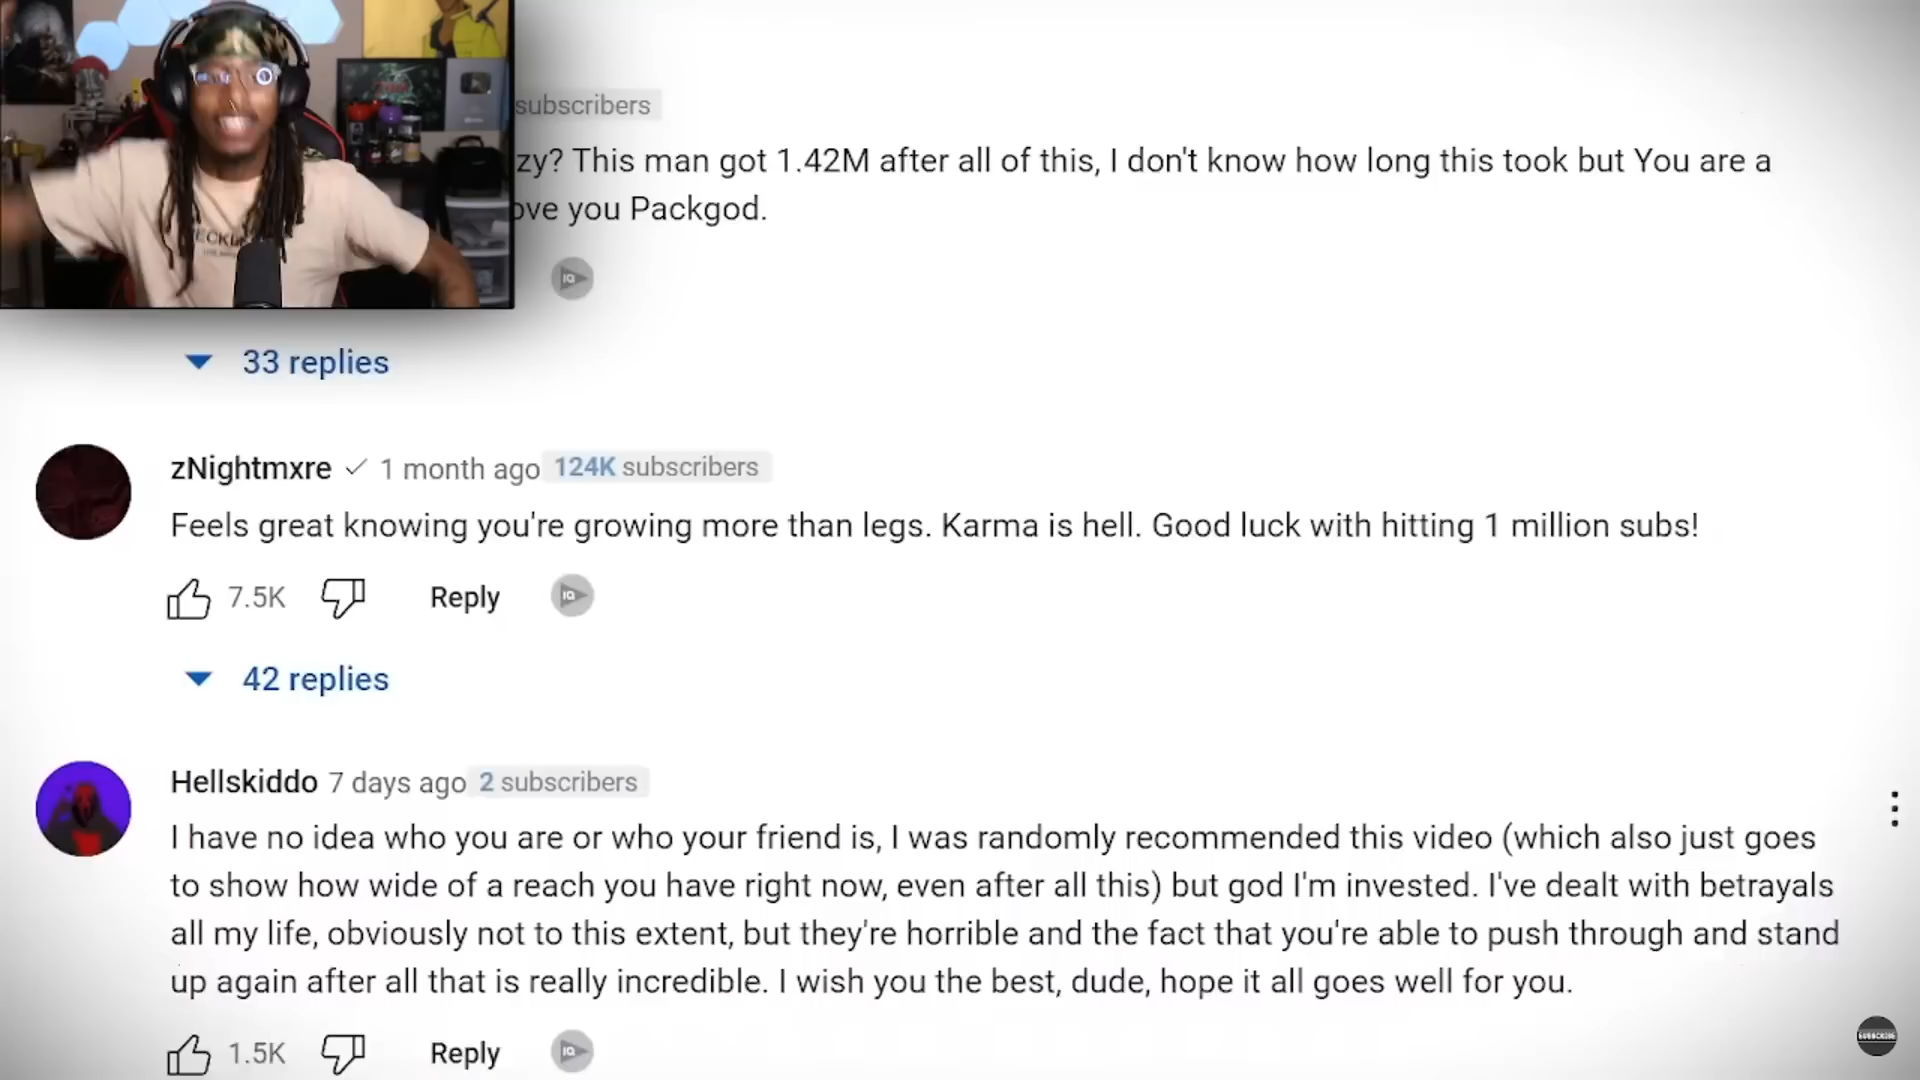 subscribers
zy? This man got 1.42M after all of this, I don't know how long this took but You are a
ove you Packgod.
33 replies
zNightmxre 1 month ago 124K subscribers
Feels great knowing you're growing more than legs. Karma is hell. Good luck with hitting 1 million subs!
7.5K Reply
42 replies
Hellskiddo 7 days ago 2 subscribers
I have no idea who you are or who your friend is, I was randomly recommended this video (which also just goes
to show how wide of a reach you have right now, even after all this) but god I'm invested. I've dealt with betrayals
all my life, obviously not to this extent, but they're horrible and the fact that you're able to push through and stand
up again after all that is really incredible. I wish you the best, dude, hope it all goes well for you.
SUBSCRIBE
1.5K Reply